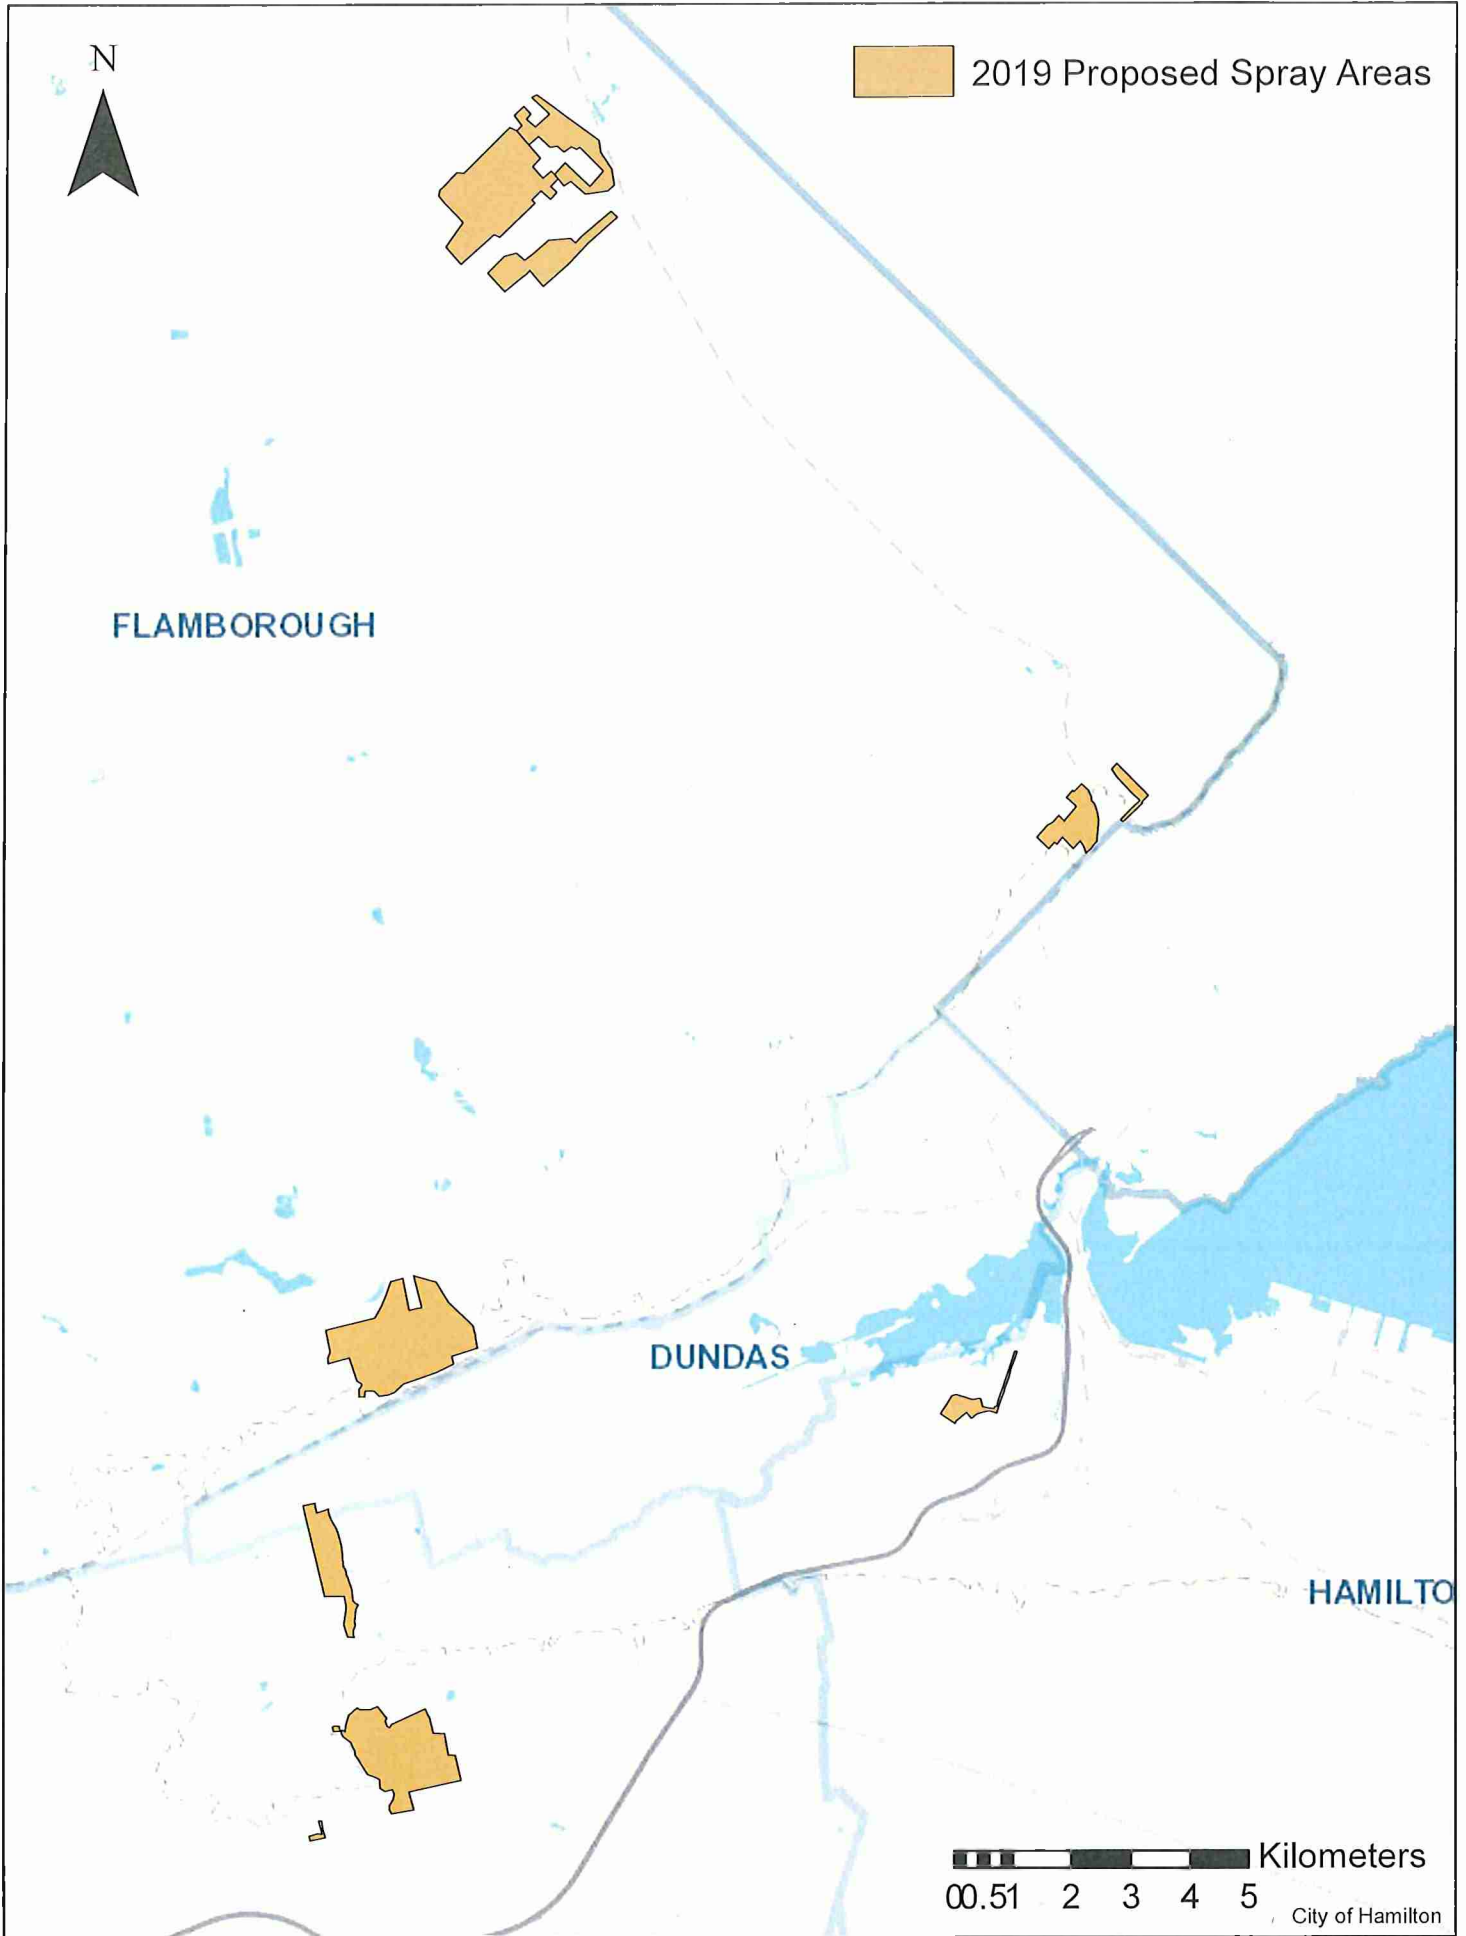 N
2019 Proposed Spray Areas
FLAMBOROUGH
DUNDAS
HAMILTO
Kilometers
00.51 2 3 4 5
City of Hamilton